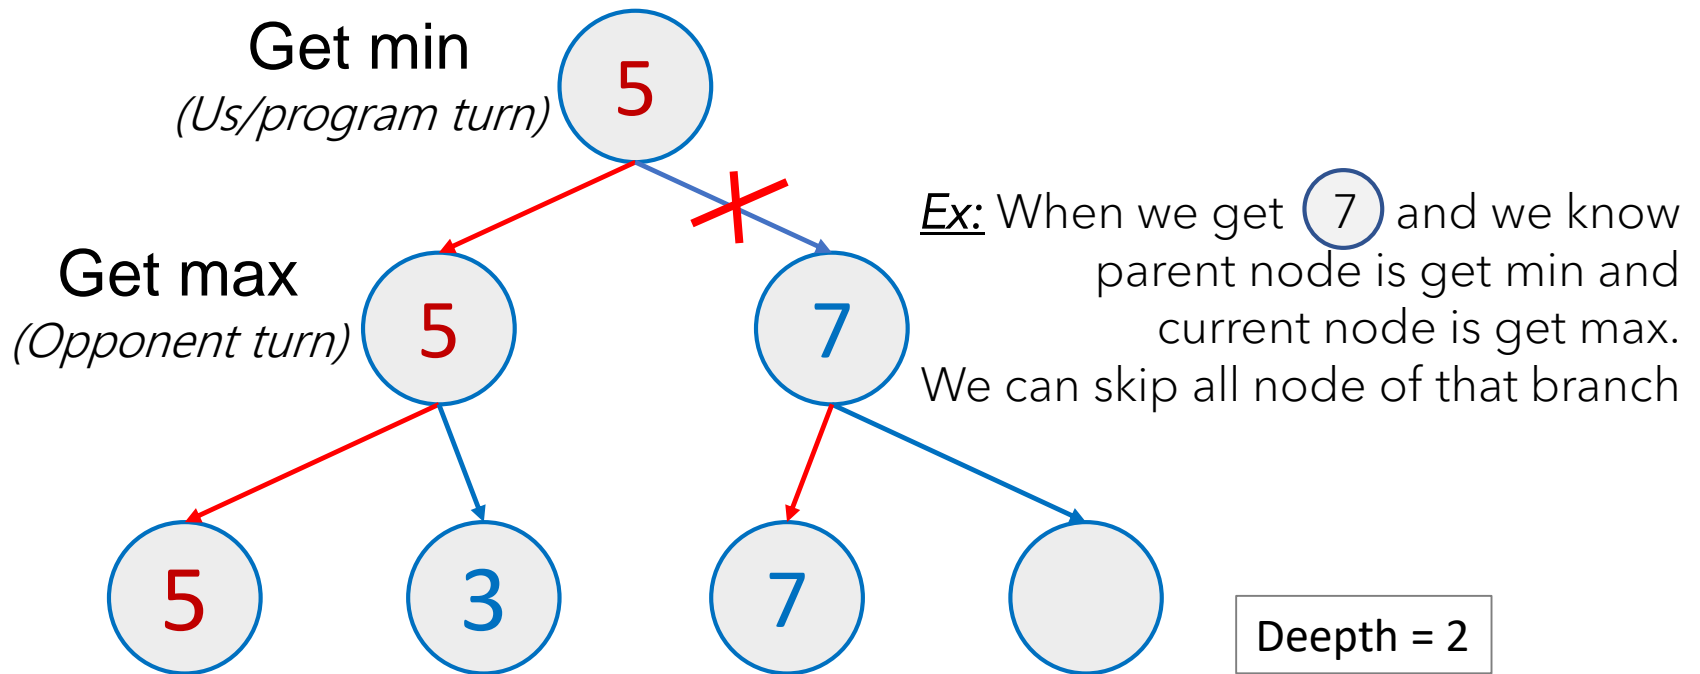 Get min
(Us/program turn)
5
Get max
(Opponent turn)
5
7
Ex: When we get 7 and we know
parent node is get min and
current node is get max.
We can skip all node of that branch
5
3
7
Deepth = 2